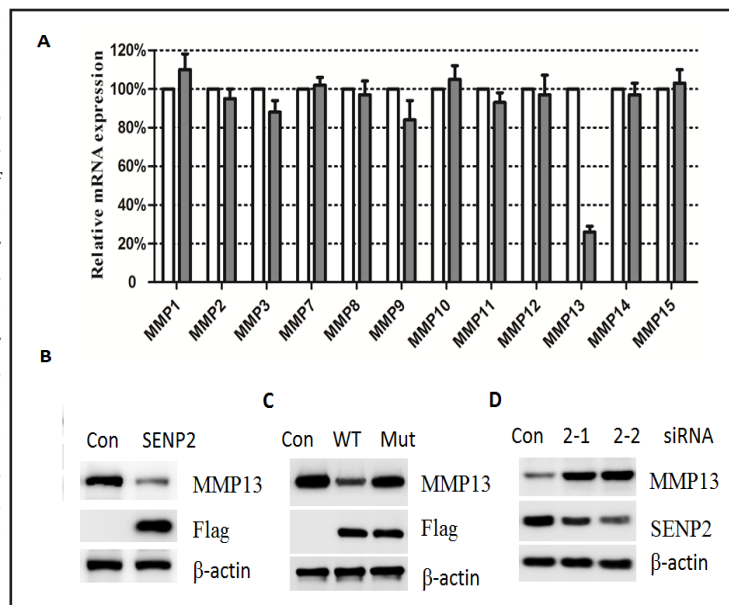 A
120%
100%
80%
60%
40%
20%
0
Relative mRNA expression
MMP1 MMP2 MMP3 MMP7 MMP8 MMP9 MMP10 MMP11 MMP12 MMP13 MMP14 MMP15
B
Con SENP2
MMP13
Flag
β-actin
C
Con WT Mut
MMP13
Flag
β-actin
D
Con 2-1 2-2 siRNA
MMP13
SENP2
β-actin